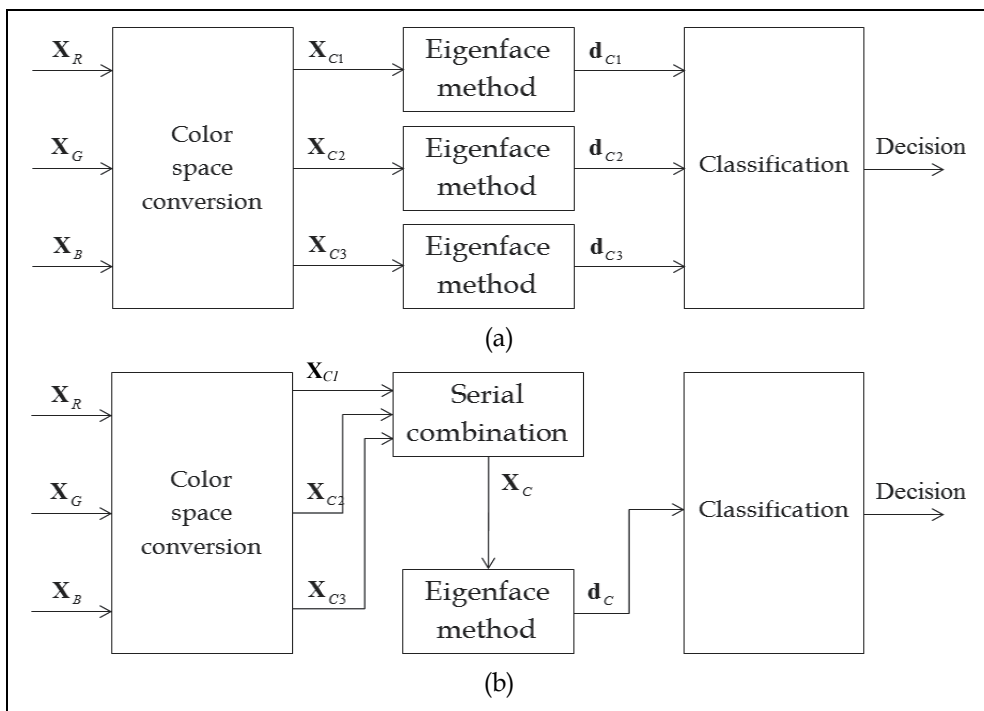 X_R
X_G
X_B
Color
space
conversion
X_C1
X_C2
X_C3
Eigenface
method
Eigenface
method
Eigenface
method
d_C1
d_C2
d_C3
Classification
Decision
(a)
X_R
X_G
X_B
Color
space
conversion
X_C1
X_C2
X_C3
Serial
combination
X_C
Eigenface
method
d_C
Classification
Decision
(b)